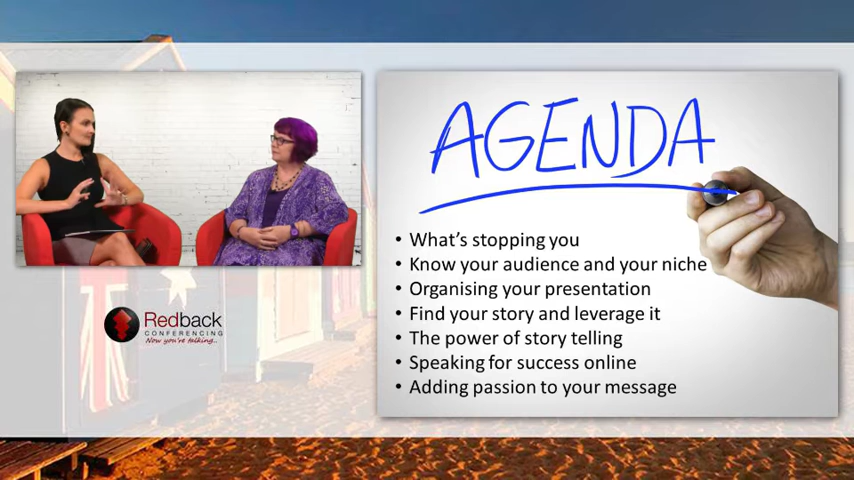 AGENDA
• What's stopping you
• Know your audience and your niche
• Organising your presentation
• Find your story and leverage it
• The power of story telling
• Speaking for success online
• Adding passion to your message
Redback
CONFERENCING
Now you're talking..